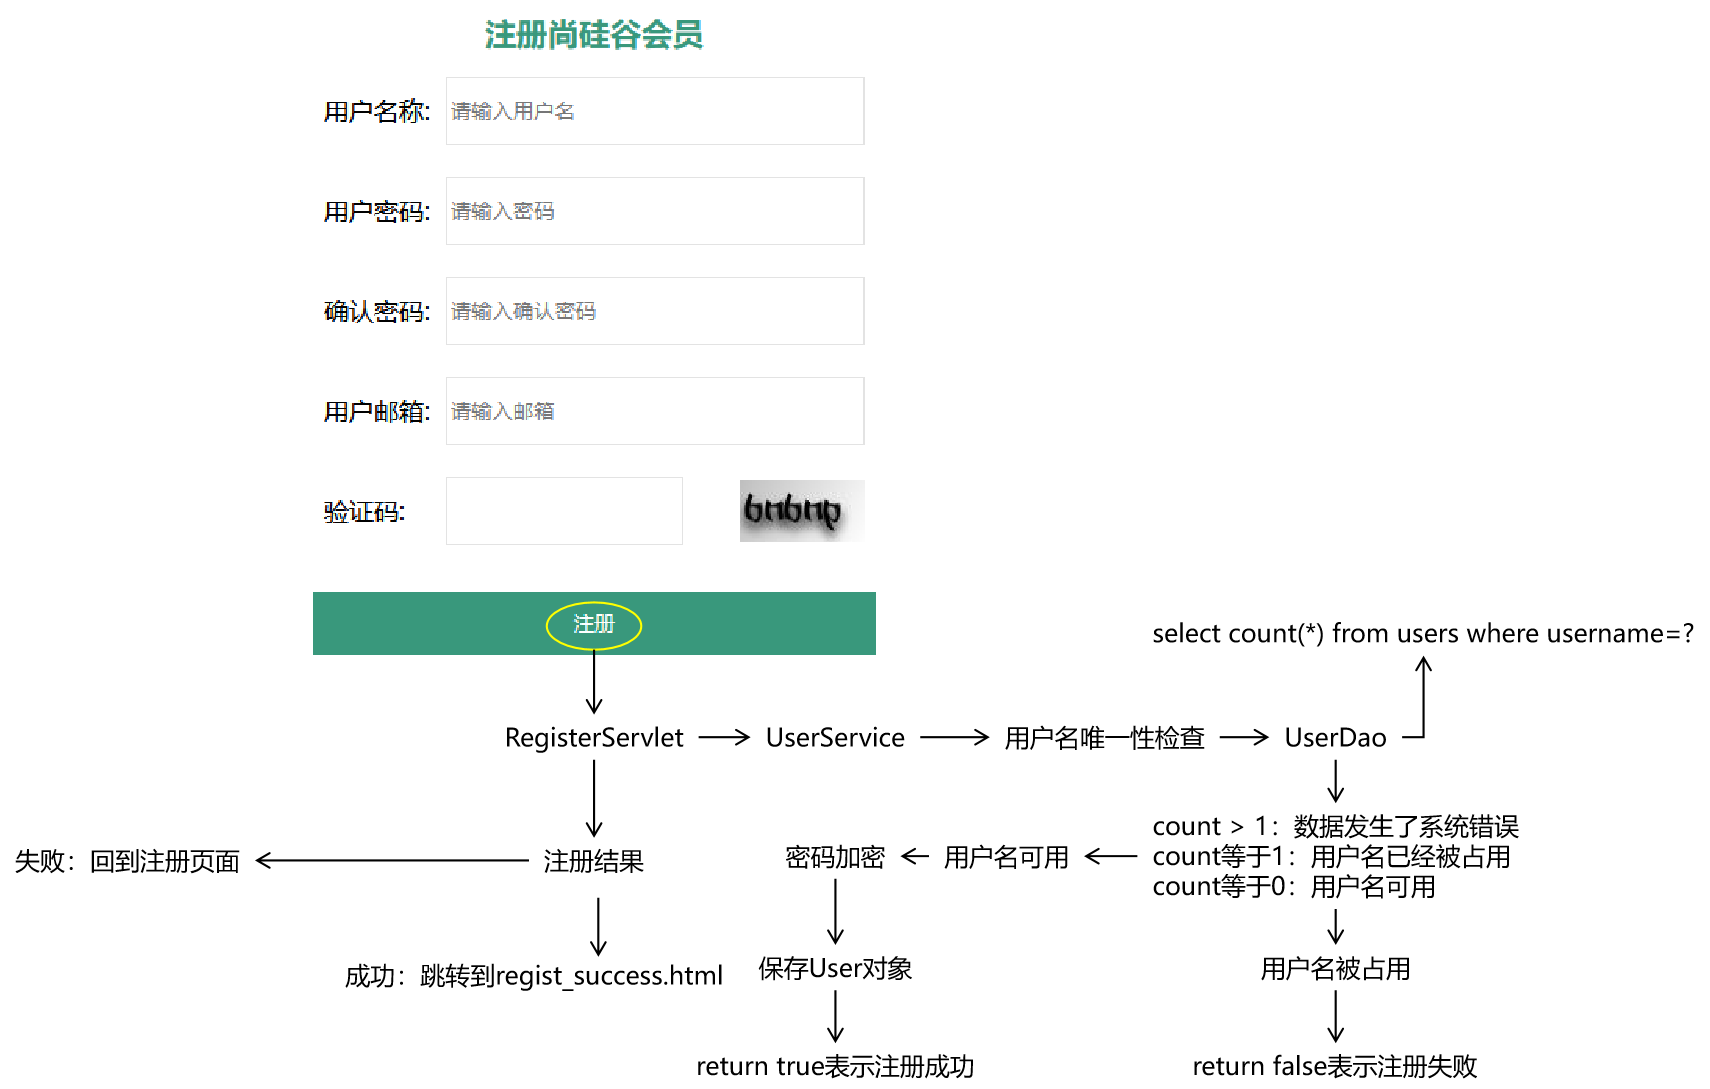 注册尚硅谷会员
用户名称:
请输入用户名
用户密码:
请输入密码
确认密码:
请输入确认密码
用户邮箱:
请输入邮箱
验证码:
bnbnp
注册
select count(*) from users where username=?
RegisterServlet
UserService
用户名唯一性检查
UserDao
count > 1：数据发生了系统错误
count等于1：用户名已经被占用
count等于0：用户名可用
用户名可用
密码加密
注册结果
失败：回到注册页面
成功：跳转到regist_success.html
保存User对象
用户名被占用
return true表示注册成功
return false表示注册失败